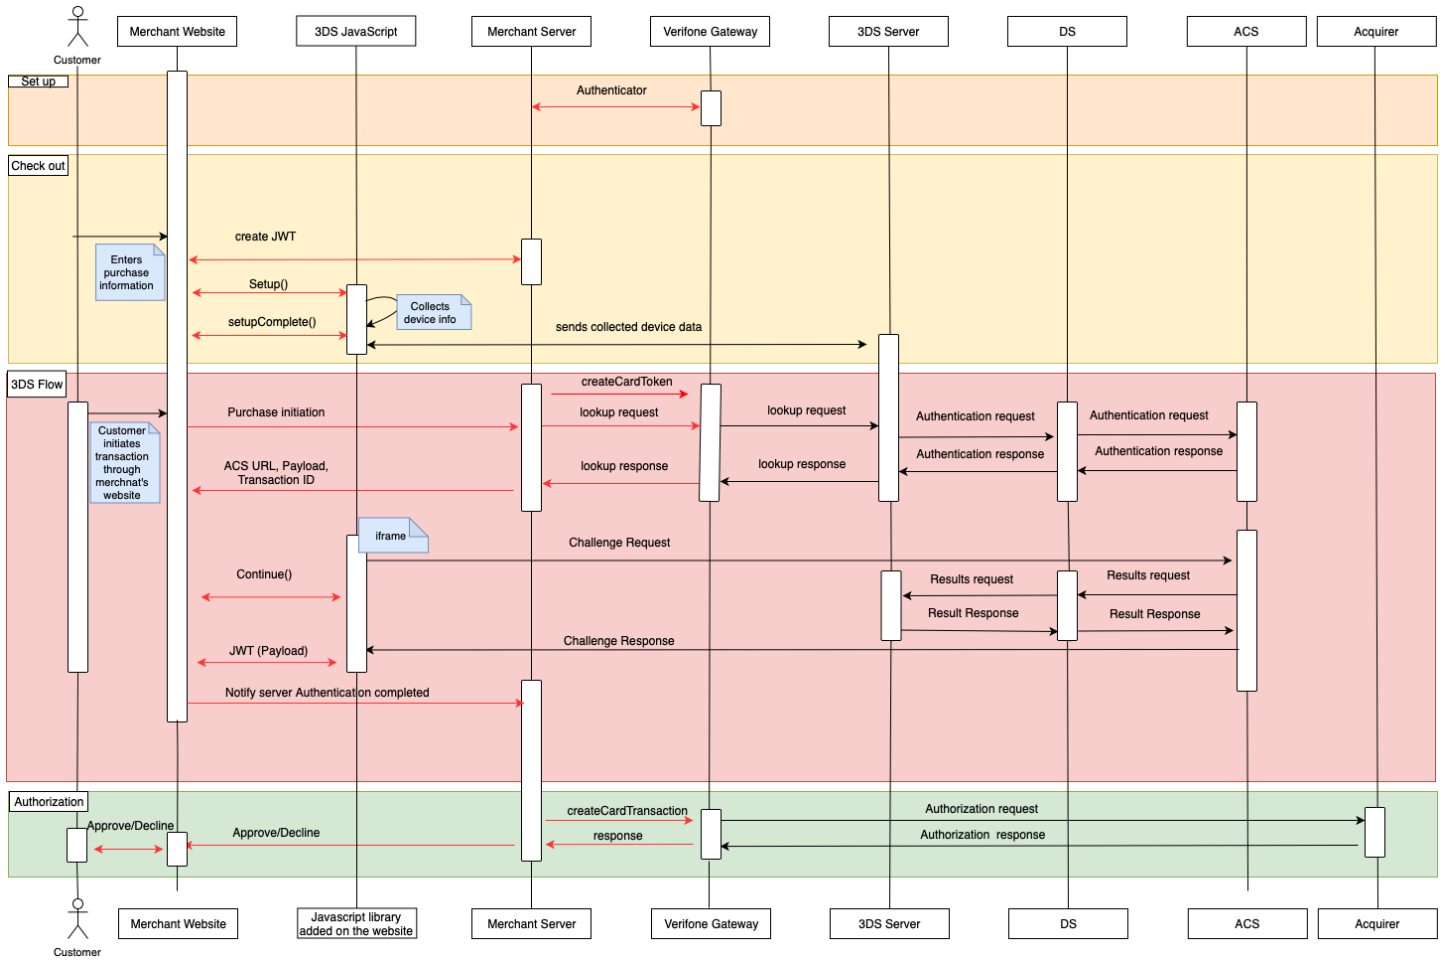 Customer
Merchant Website
3DS JavaScript
Merchant Server
Verifone Gateway
3DS Server
DS
ACS
Acquirer
Set up
Authenticator
Check out
create JWT
Enters
purchase
information
Setup()
Collects
device info
setupComplete()
sends collected device data
3DS Flow
createCardToken
Purchase initiation
lookup request
lookup request
Authentication request
Authentication request
Customer
initiates
transaction
through
merchnat's
website
ACS URL, Payload,
Transaction ID
lookup response
lookup response
Authentication response
Authentication response
iframe
Challenge Request
Continue()
Results request
Results request
Result Response
Result Response
Challenge Response
JWT (Payload)
Notify server Authentication completed
Authorization
createCardTransaction
Authorization request
Approve/Decline
Approve/Decline
response
Authorization response
Customer
Merchant Website
Javascript library
added on the website
Merchant Server
Verifone Gateway
3DS Server
DS
ACS
Acquirer